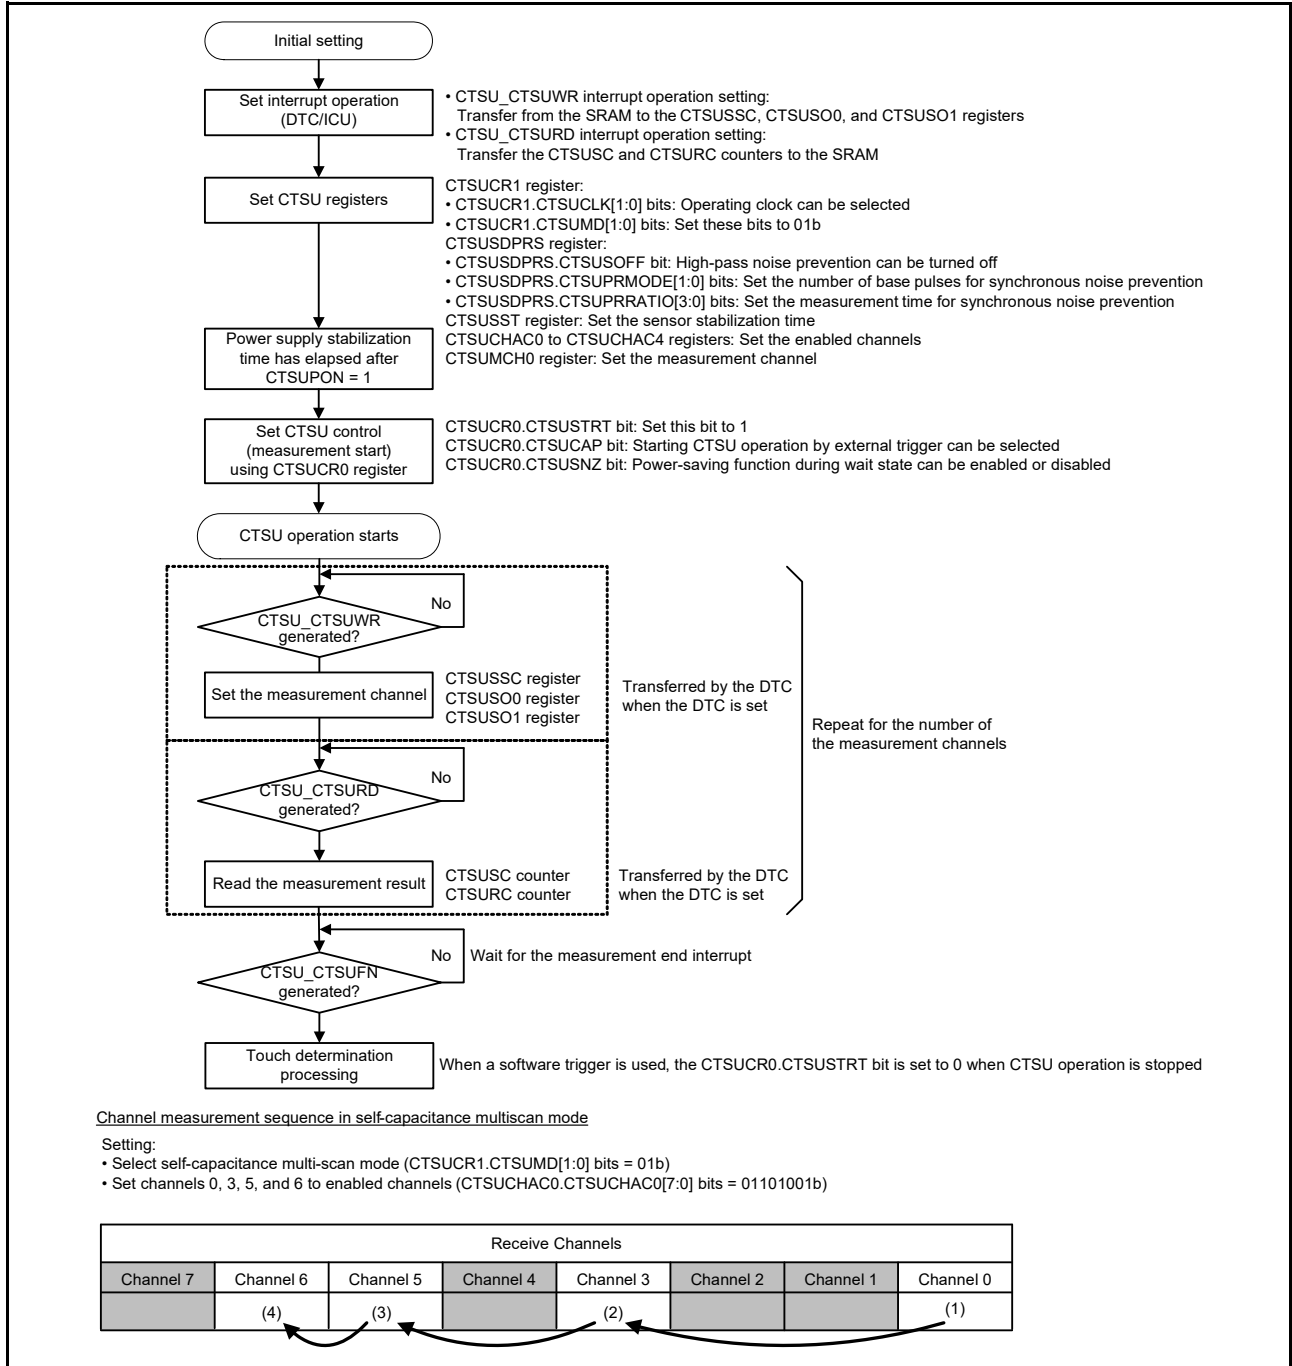 Initial setting
Set interrupt operation
(DTC/ICU)
• CTSU_CTSUWR interrupt operation setting:
Transfer from the SRAM to the CTSUSSC, CTSUSO0, and CTSUSO1 registers
• CTSU_CTSURD interrupt operation setting:
Transfer the CTSUSC and CTSURC counters to the SRAM
Set CTSU registers
CTSUCR1 register:
• CTSUCR1.CTSUCLK[1:0] bits: Operating clock can be selected
• CTSUCR1.CTSUMD[1:0] bits: Set these bits to 01b
CTSUSDPRS register:
• CTSUSDPRS.CTSUSOFF bit: High-pass noise prevention can be turned off
• CTSUSDPRS.CTSUPRMODE[1:0] bits: Set the number of base pulses for synchronous noise prevention
• CTSUSDPRS.CTSUPRRATIO[3:0] bits: Set the measurement time for synchronous noise prevention
CTSUSST register: Set the sensor stabilization time
CTSUCHAC0 to CTSUCHAC4 registers: Set the enabled channels
CTSUMCH0 register: Set the measurement channel
Power supply stabilization
time has elapsed after
CTSUPON = 1
Set CTSU control
(measurement start)
using CTSUCR0 register
CTSUCR0.CTSUSTRT bit: Set this bit to 1
CTSUCR0.CTSUCAP bit: Starting CTSU operation by external trigger can be selected
CTSUCR0.CTSUSNZ bit: Power-saving function during wait state can be enabled or disabled
CTSU operation starts
No
CTSU_CTSUWR
generated?
Set the measurement channel
CTSUSSC register
CTSUSO0 register
CTSUSO1 register
Transferred by the DTC
when the DTC is set
Repeat for the number of
the measurement channels
No
CTSU_CTSURD
generated?
Read the measurement result
CTSUSC counter
CTSURC counter
Transferred by the DTC
when the DTC is set
No
Wait for the measurement end interrupt
CTSU_CTSUFN
generated?
Touch determination
processing
When a software trigger is used, the CTSUCR0.CTSUSTRT bit is set to 0 when CTSU operation is stopped
Channel measurement sequence in self-capacitance multiscan mode
Setting:
• Select self-capacitance multi-scan mode (CTSUCR1.CTSUMD[1:0] bits = 01b)
• Set channels 0, 3, 5, and 6 to enabled channels (CTSUCHAC0.CTSUCHAC0[7:0] bits = 01101001b)
Receive Channels
Channel 7 Channel 6 Channel 5 Channel 4 Channel 3 Channel 2 Channel 1 Channel 0
(4) (3) (2) (1)